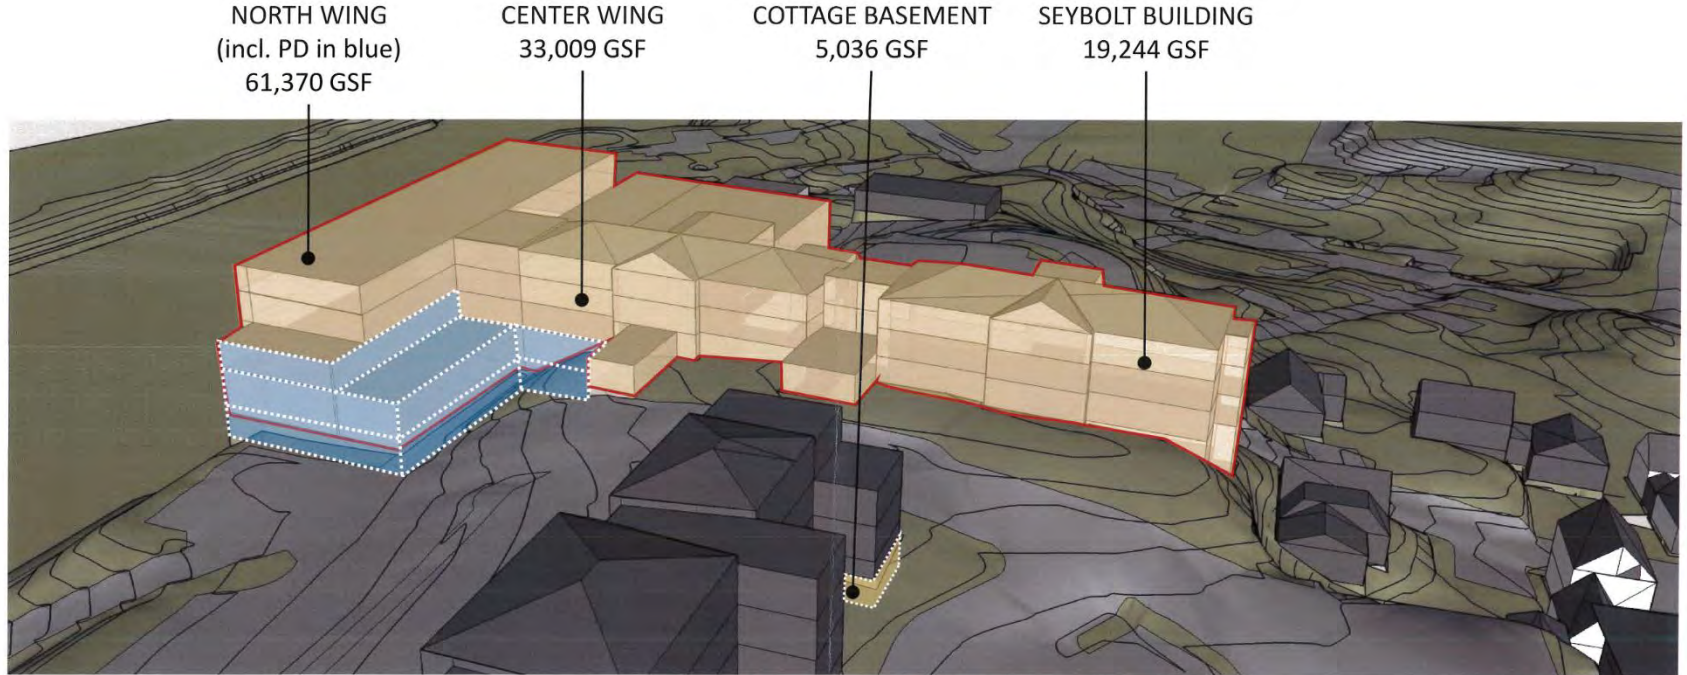 NORTH WING
(incl. PD in blue)
61,370 GSF
CENTER WING
33,009 GSF
COTTAGE BASEMENT
5,036 GSF
SEYBOLT BUILDING
19,244 GSF